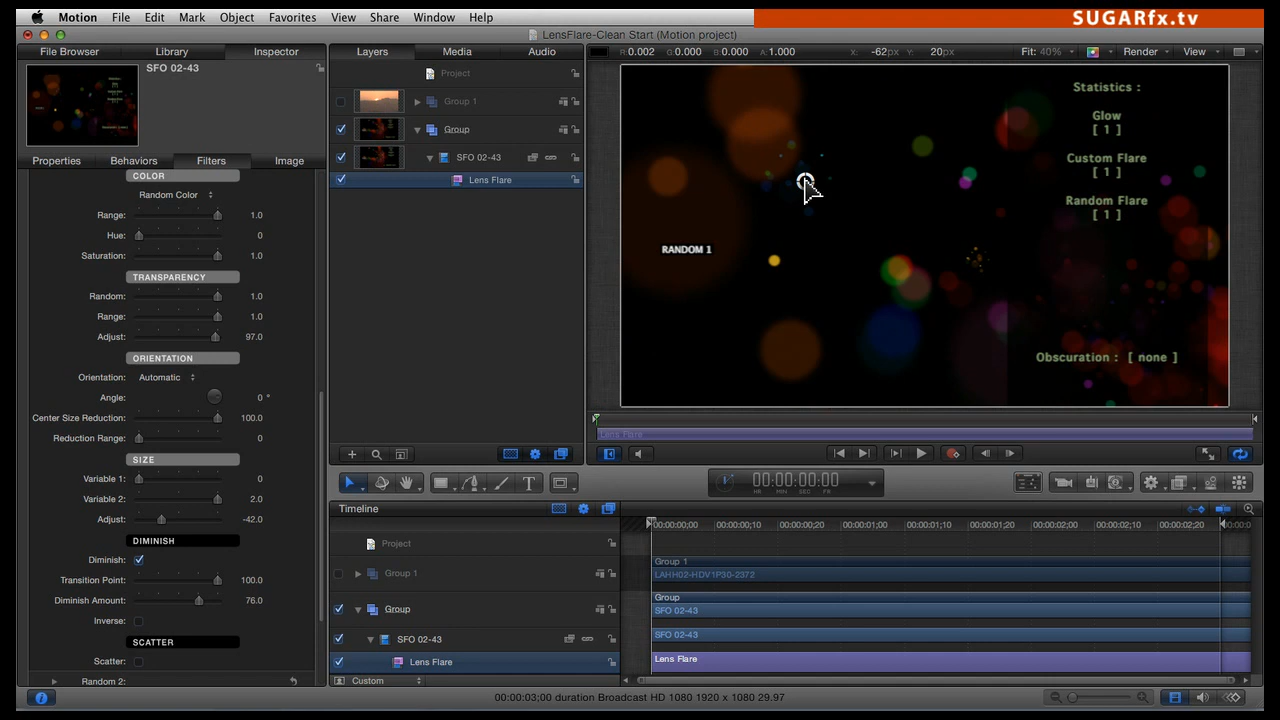 Motion File Edit Mark Object Favorites View Share Window Help
SUGARfx.tv
LensFlare-Clean Start (Motion project)
File Browser Library Inspector
Layers Media Audio
R:0.002 G:0.000 B:0.000 A:1.000 X: -62px Y: 20px Fit: 40% Render View
SFO 02-43
Properties Behaviors Filters Image
COLOR
Random Color
Range: 1.0
Hue: 0
Saturation: 1.0
TRANSPARENCY
Random: 1.0
Range: 1.0
Adjust: 97.0
ORIENTATION
Orientation: Automatic
Angle: 0 °
Center Size Reduction: 100.0
Reduction Range: 0
SIZE
Variable 1: 0
Variable 2: 2.0
Adjust: -42.0
DIMINISH
Diminish:
Transition Point: 100.0
Diminish Amount: 76.0
Inverse:
SCATTER
Scatter:
Random 2:
Project
Group 1
Group
SFO 02-43
Lens Flare
Statistics :
Glow
[ 1 ]
Custom Flare
[ 1 ]
Random Flare
[ 1 ]
RANDOM 1
Obscuration : [ none ]
Lens Flare
00:00:00:00
HR MIN SEC FR
Timeline
00:00:00;00 00:00:00;10 00:00:00;20 00:00:01;00 00:00:01;10 00:00:01;20 00:00:02;00 00:00:02;10 00:00:02;20
Project
Group 1
Group
SFO 02-43
Lens Flare
Group 1
LAHH02-HDV1P30-2372
Group
SFO 02-43
SFO 02-43
Lens Flare
Custom
00:00:03;00 duration Broadcast HD 1080 1920 x 1080 29.97